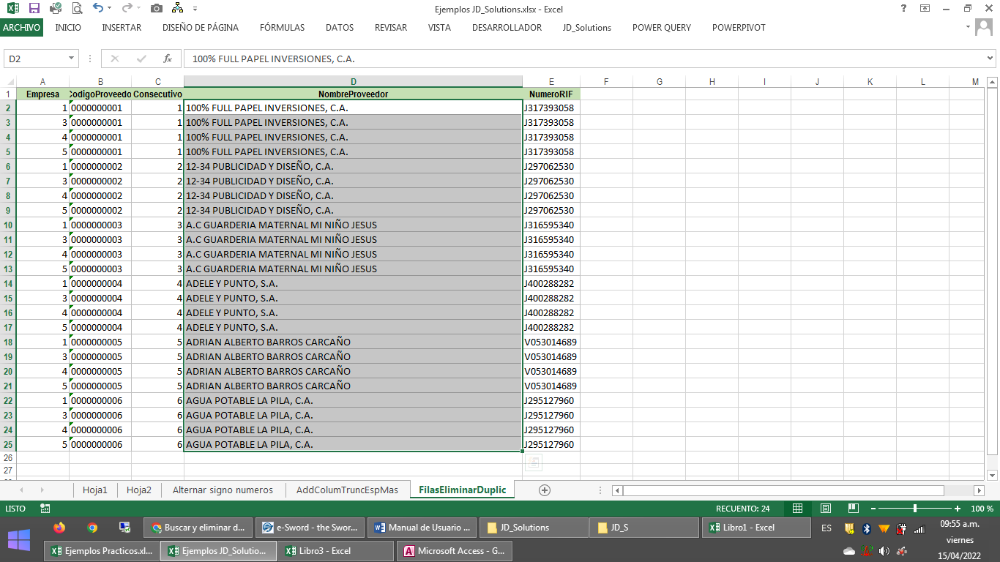 Ejemplos JD_Solutions.xlsx - Excel
ARCHIVO INICIO INSERTAR DISEÑO DE PÁGINA FÓRMULAS DATOS REVISAR VISTA DESARROLLADOR JD_Solutions POWER QUERY POWERPIVOT
D2 fx 100% FULL PAPEL INVERSIONES, C.A.
A B C D E F G H I J K L M
1 Empresa CodigoProveedo Consecutivo NombreProveedor NumeroRIF
2 1 0000000001 1 100% FULL PAPEL INVERSIONES, C.A. J317393058
3 3 0000000001 1 100% FULL PAPEL INVERSIONES, C.A. J317393058
4 4 0000000001 1 100% FULL PAPEL INVERSIONES, C.A. J317393058
5 5 0000000001 1 100% FULL PAPEL INVERSIONES, C.A. J317393058
6 1 0000000002 2 12-34 PUBLICIDAD Y DISEÑO, C.A. J297062530
7 3 0000000002 2 12-34 PUBLICIDAD Y DISEÑO, C.A. J297062530
8 4 0000000002 2 12-34 PUBLICIDAD Y DISEÑO, C.A. J297062530
9 5 0000000002 2 12-34 PUBLICIDAD Y DISEÑO, C.A. J297062530
10 1 0000000003 3 A.C GUARDERIA MATERNAL MI NIÑO JESUS J316595340
11 3 0000000003 3 A.C GUARDERIA MATERNAL MI NIÑO JESUS J316595340
12 4 0000000003 3 A.C GUARDERIA MATERNAL MI NIÑO JESUS J316595340
13 5 0000000003 3 A.C GUARDERIA MATERNAL MI NIÑO JESUS J316595340
14 1 0000000004 4 ADELE Y PUNTO, S.A. J400288282
15 3 0000000004 4 ADELE Y PUNTO, S.A. J400288282
16 4 0000000004 4 ADELE Y PUNTO, S.A. J400288282
17 5 0000000004 4 ADELE Y PUNTO, S.A. J400288282
18 1 0000000005 5 ADRIAN ALBERTO BARROS CARCAÑO V053014689
19 3 0000000005 5 ADRIAN ALBERTO BARROS CARCAÑO V053014689
20 4 0000000005 5 ADRIAN ALBERTO BARROS CARCAÑO V053014689
21 5 0000000005 5 ADRIAN ALBERTO BARROS CARCAÑO V053014689
22 1 0000000006 6 AGUA POTABLE LA PILA, C.A. J295127960
23 3 0000000006 6 AGUA POTABLE LA PILA, C.A. J295127960
24 4 0000000006 6 AGUA POTABLE LA PILA, C.A. J295127960
25 5 0000000006 6 AGUA POTABLE LA PILA, C.A. J295127960
26
27
Hoja1 Hoja2 Alternar signo numeros AddColumTruncEspMas FilasEliminarDuplic
LISTO RECUENTO: 24 100 %
Buscar y eliminar d... e-Sword - the Swor... Manual de Usuario ... JD_Solutions JD_S Libro1 - Excel ES 09:55 a.m.
viernes
Ejemplos Practicos.xl... Ejemplos JD_Solutio... Libro3 - Excel Microsoft Access - G... 15/04/2022